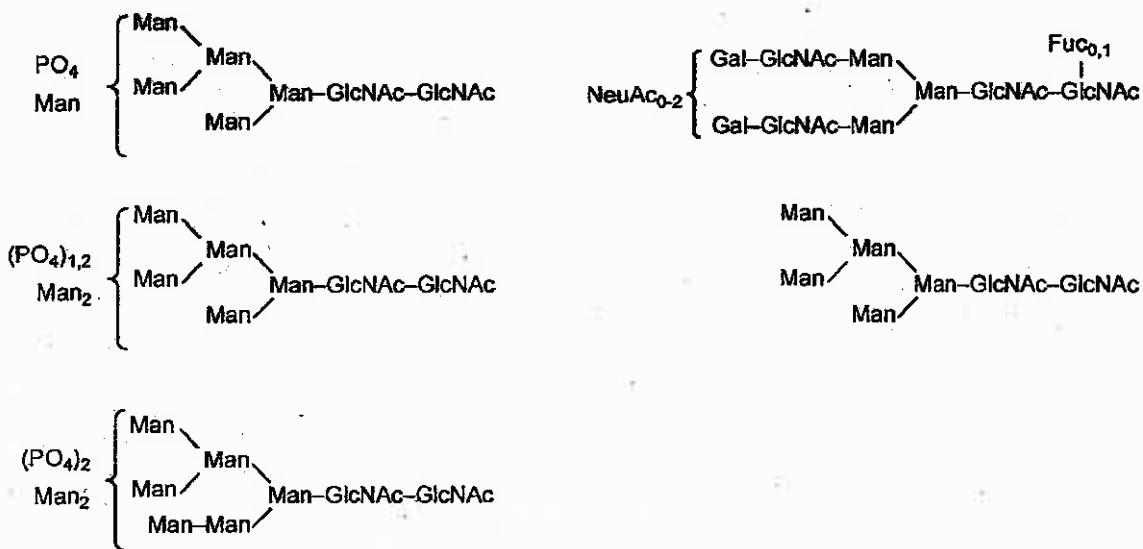 Man
PO4 Man
Man Man Man–GlcNAc–GlcNAc
Man
Fuc0,1
Gal–GlcNAc–Man
NeuAc0-2 Man–GlcNAc–GlcNAc
Gal–GlcNAc–Man
Man
(PO4)1,2 Man
Man2 Man Man–GlcNAc–GlcNAc
Man
Man
Man
Man Man–GlcNAc–GlcNAc
Man
Man
(PO4)2 Man
Man2 Man Man–GlcNAc–GlcNAc
Man–Man